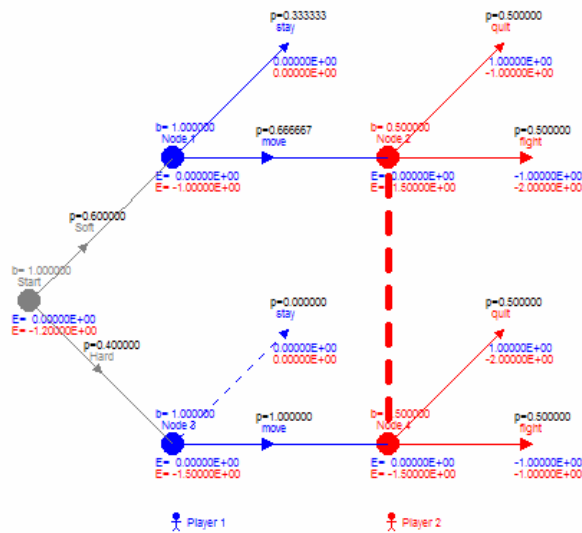 p=0.333333
stay
0.00000E+00
0.00000E+00
p=0.500000
quit
1.00000E+00
-1.00000E+00
b= 1.000000
Node 1
p=0.666667
move
E= 0.00000E+00
E= -1.00000E+00
b= 0.500000
Node 2
p=0.500000
fight
E= 0.00000E+00
E= -1.50000E+00
-1.00000E+00
-2.00000E+00
p=0.600000
Soft
b= 1.000000
Start
E= 0.00000E+00
E= -1.20000E+00
p=0.400000
Hard
p=0.000000
stay
0.00000E+00
0.00000E+00
p=0.500000
quit
1.00000E+00
-2.00000E+00
b= 1.000000
Node 3
p=1.000000
move
E= 0.00000E+00
E= -1.50000E+00
b= 0.500000
Node 4
p=0.500000
fight
E= 0.00000E+00
E= -1.50000E+00
-1.00000E+00
-1.00000E+00
Player 1
Player 2